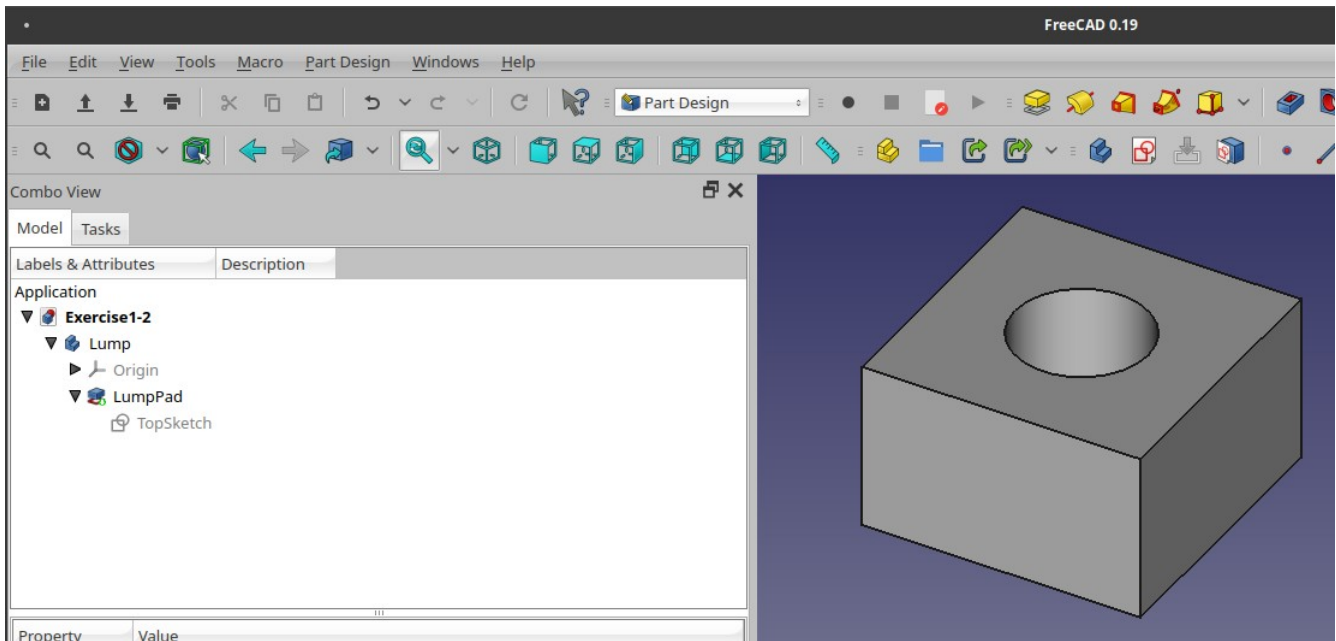 FreeCAD 0.19
File Edit View Tools Macro Part Design Windows Help
Part Design
Combo View
Model Tasks
Labels & Attributes Description
Application
Exercise1-2
Lump
Origin
LumpPad
TopSketch
Property Value